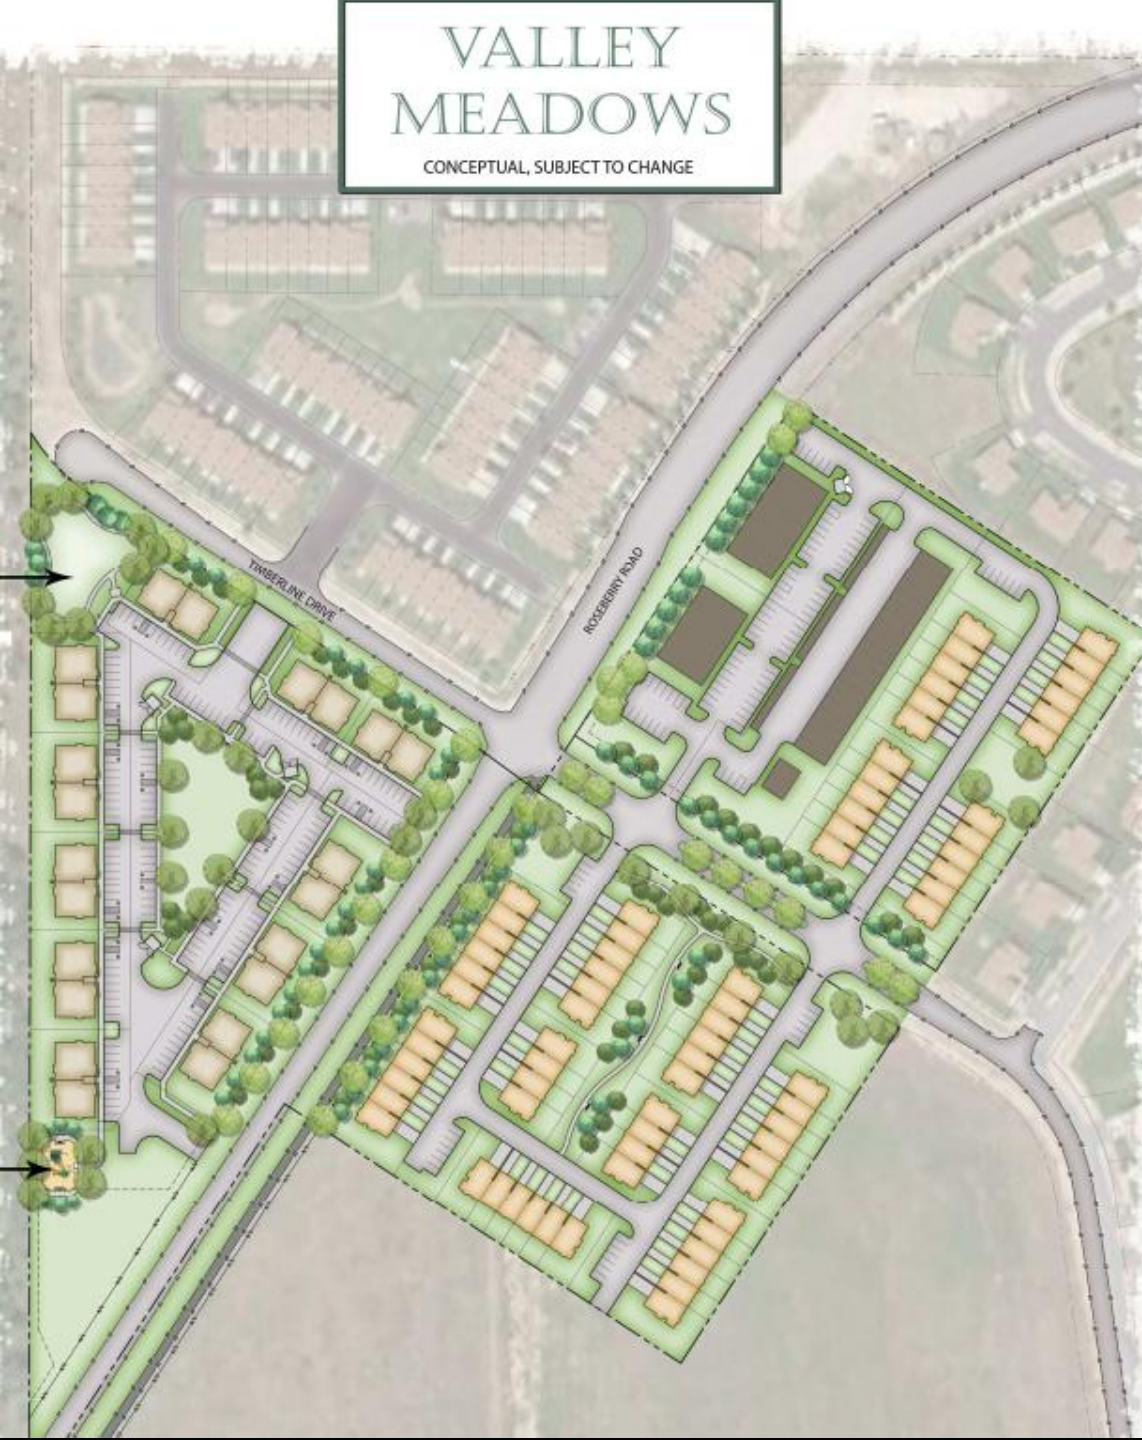 VALLEY
MEADOWS
CONCEPTUAL, SUBJECT TO CHANGE
TIMBERLINE DRIVE
ROSEBERRY ROAD